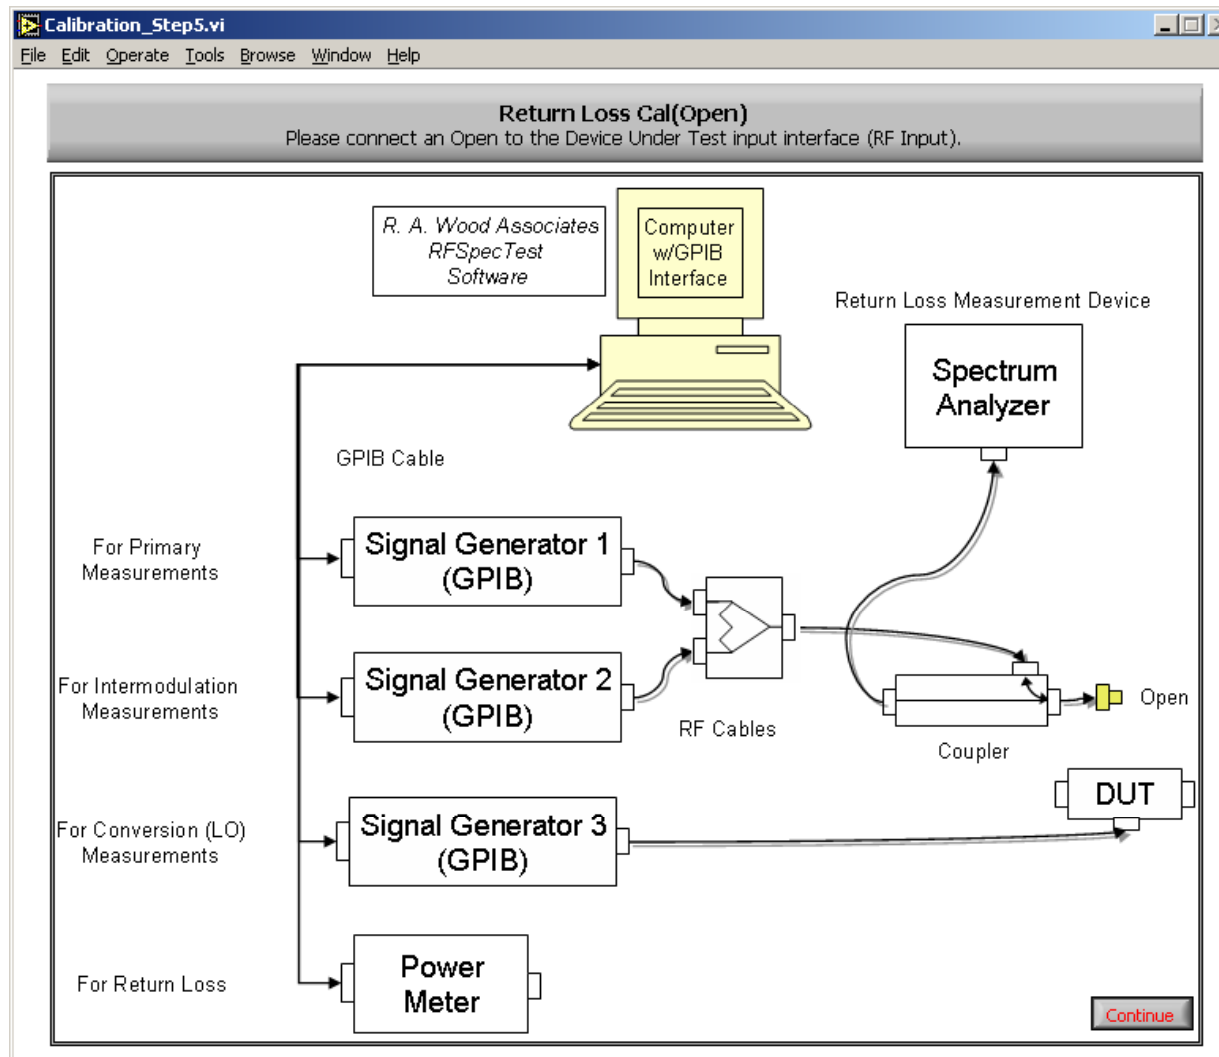 Calibration_Step5.vi
File Edit Operate Tools Browse Window Help
Return Loss Cal(Open)
Please connect an Open to the Device Under Test input interface (RF Input).
R. A. Wood Associates
RFSpecTest
Software
Computer
w/GPIB
Interface
Return Loss Measurement Device
Spectrum
Analyzer
GPIB Cable
For Primary
Measurements
Signal Generator 1
(GPIB)
For Intermodulation
Measurements
Signal Generator 2
(GPIB)
RF Cables
Open
Coupler
DUT
For Conversion (LO)
Measurements
Signal Generator 3
(GPIB)
For Return Loss
Power
Meter
Continue